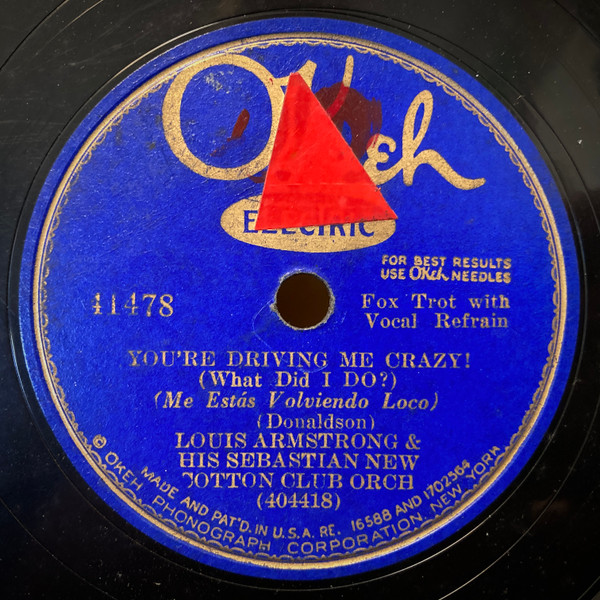 OKeh
ELECTRIC
FOR BEST RESULTS
USE OKeh NEEDLES
41478
Fox Trot with
Vocal Refrain
YOU'RE DRIVING ME CRAZY!
(What Did I DO?)
(Me Estás Volviendo Loco)
(Donaldson)
LOUIS ARMSTRONG &
HIS SEBASTIAN NEW
COTTON CLUB ORCH
(404418)
MADE AND PAT'D. IN U.S.A. RE. 16588 AND 1702564
© OKEH PHONOGRAPH CORPORATION, NEW YORK